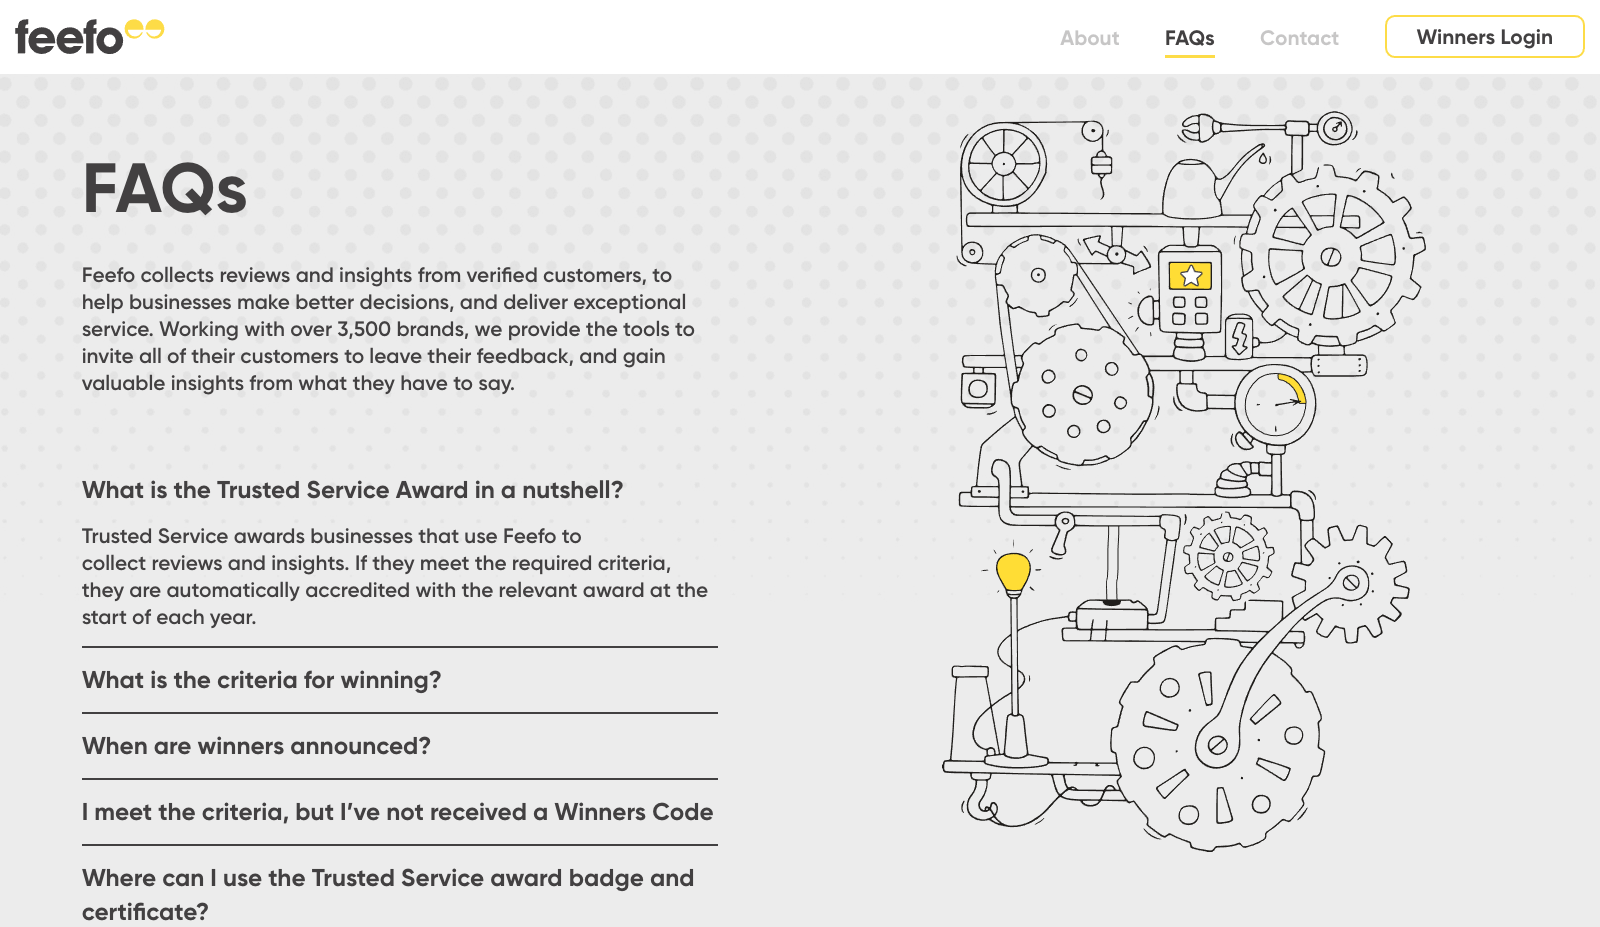 feefo
About
FAQs
Contact
Winners Login
FAQs
Feefo collects reviews and insights from verified customers, to
help businesses make better decisions, and deliver exceptional
service. Working with over 3,500 brands, we provide the tools to
invite all of their customers to leave their feedback, and gain
valuable insights from what they have to say.
What is the Trusted Service Award in a nutshell?
Trusted Service awards businesses that use Feefo to
collect reviews and insights. If they meet the required criteria,
they are automatically accredited with the relevant award at the
start of each year.
What is the criteria for winning?
When are winners announced?
I meet the criteria, but I’ve not received a Winners Code
Where can I use the Trusted Service award badge and
certificate?